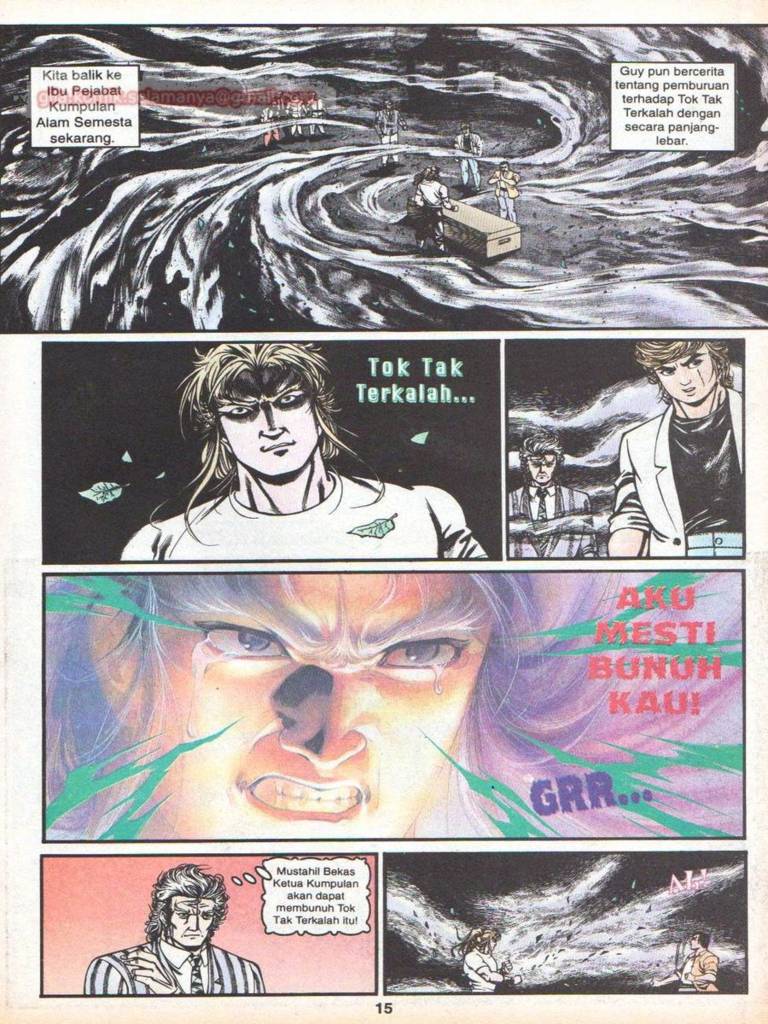 Kita balik ke
Ibu Pejabat
Kumpulan
Alam Semesta
sekarang.
Guy pun bercerita
tentang pemburuan
terhadap Tok Tak
Terkalah dengan
secara panjang-
lebar.
Tok Tak
Terkalah...
AKU
MESTI
BUNUH
KAU!
GRR...
Mustahil Bekas
Ketua Kumpulan
akan dapat
membunuh Tok
Tak Terkalah itu!
AH!
15